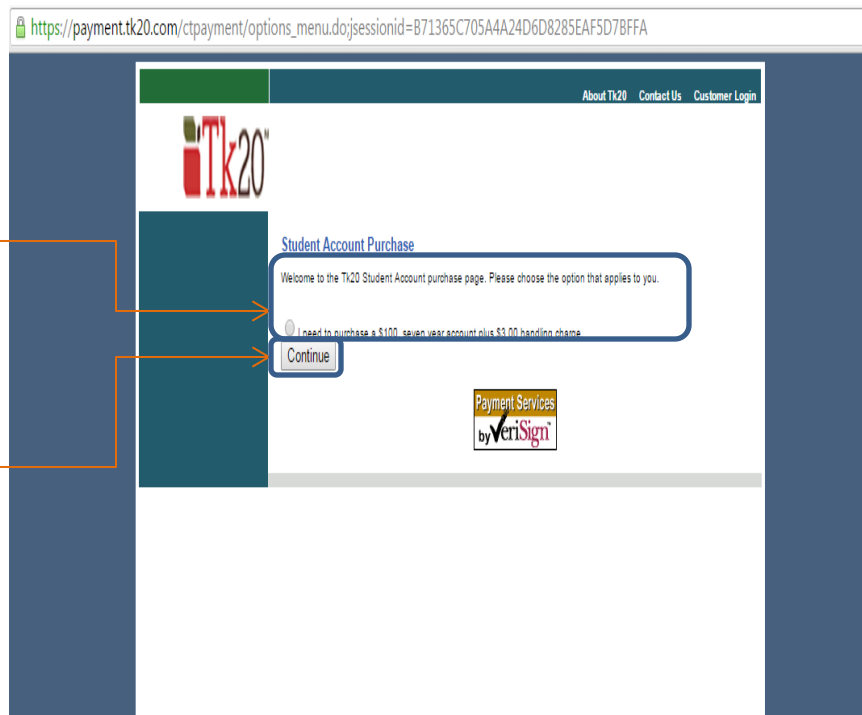 https://payment.tk20.com/ctpayment/options_menu.do;jsessionid=B71365C705A4A24D6D8285EAF5D7BFFA
About Tk20 Contact Us Customer Login
Tk20
Student Account Purchase
Welcome to the Tk20 Student Account purchase page. Please choose the option that applies to you.
I need to purchase a $100, seven year account plus $3.00 handling charge
Continue
Payment Services
by VeriSign